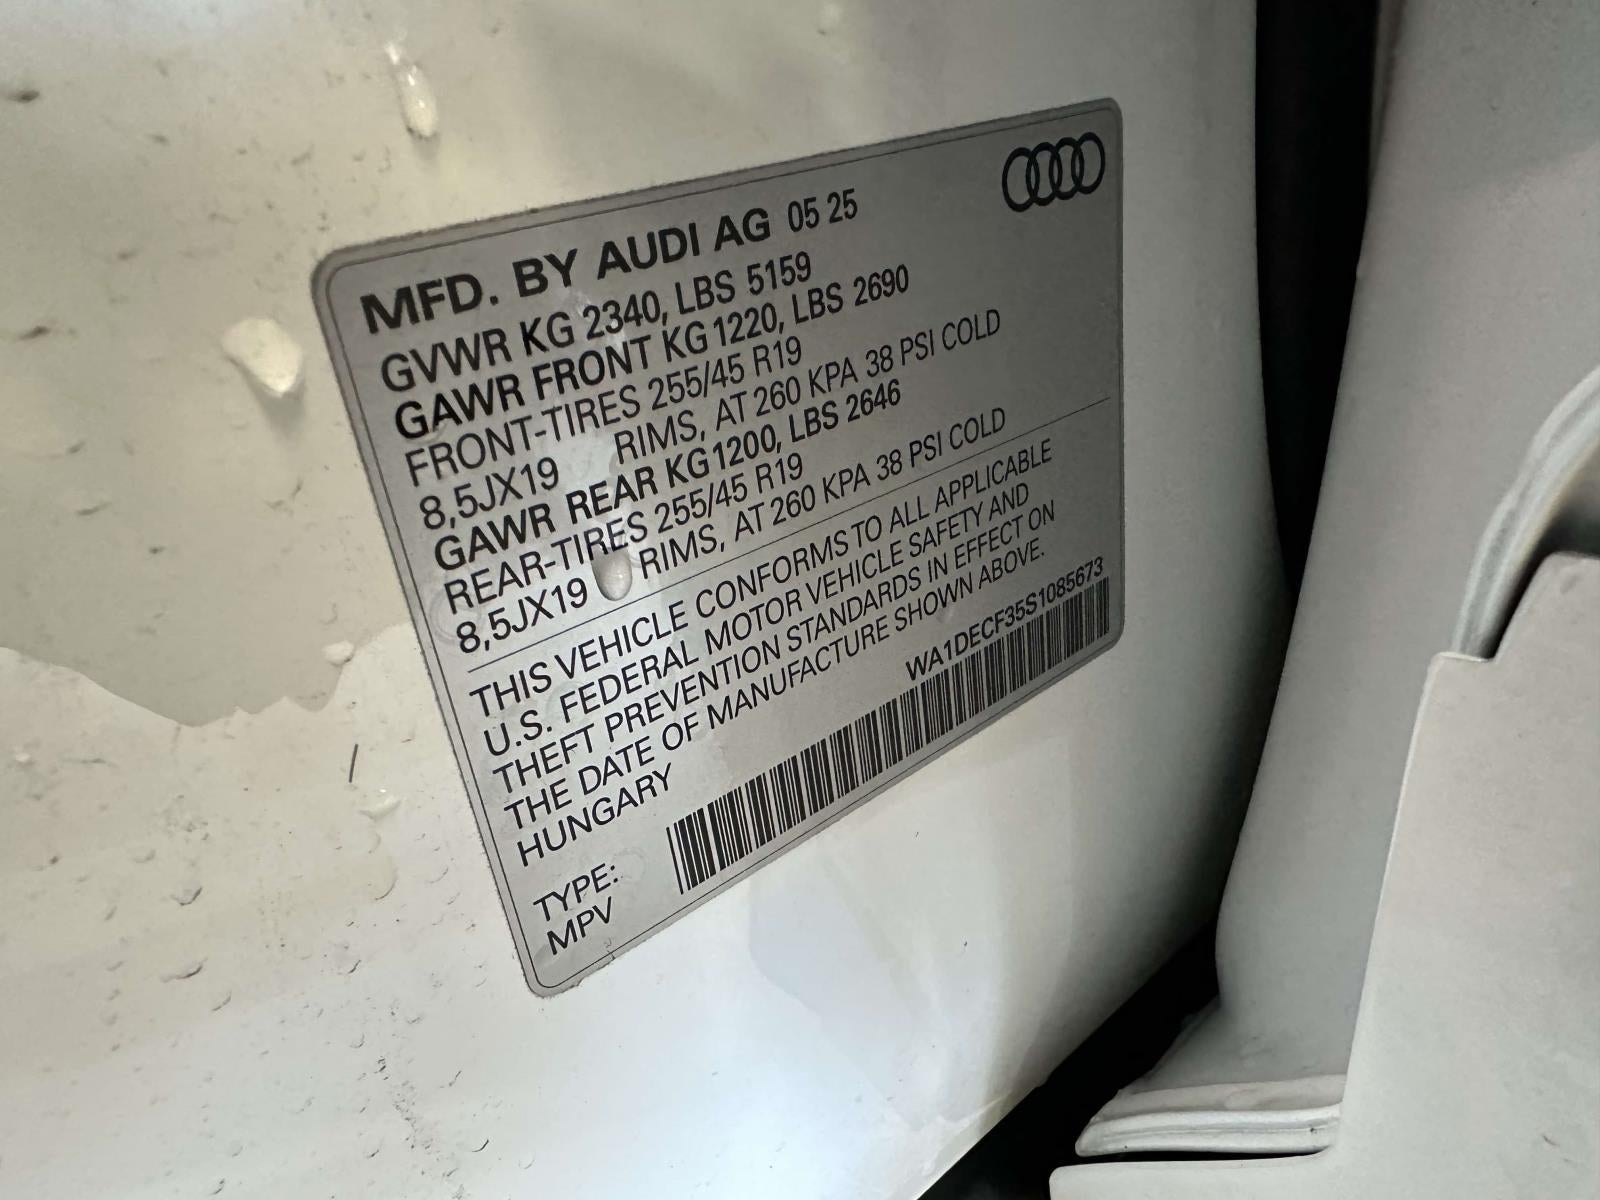 MFD. BY AUDI AG 05 25
GVWR KG 2340, LBS 5159
GAWR FRONT KG 1220, LBS 2690
FRONT-TIRES 255/45 R19
8,5JX19 RIMS, AT 260 KPA 38 PSI COLD
GAWR REAR KG 1200, LBS 2646
REAR-TIRES 255/45 R19
8,5JX19 RIMS, AT 260 KPA 38 PSI COLD
THIS VEHICLE CONFORMS TO ALL APPLICABLE
U.S. FEDERAL MOTOR VEHICLE SAFETY AND
THEFT PREVENTION STANDARDS IN EFFECT ON
THE DATE OF MANUFACTURE SHOWN ABOVE.
HUNGARY
WA1DECF35S1085673
TYPE:
MPV